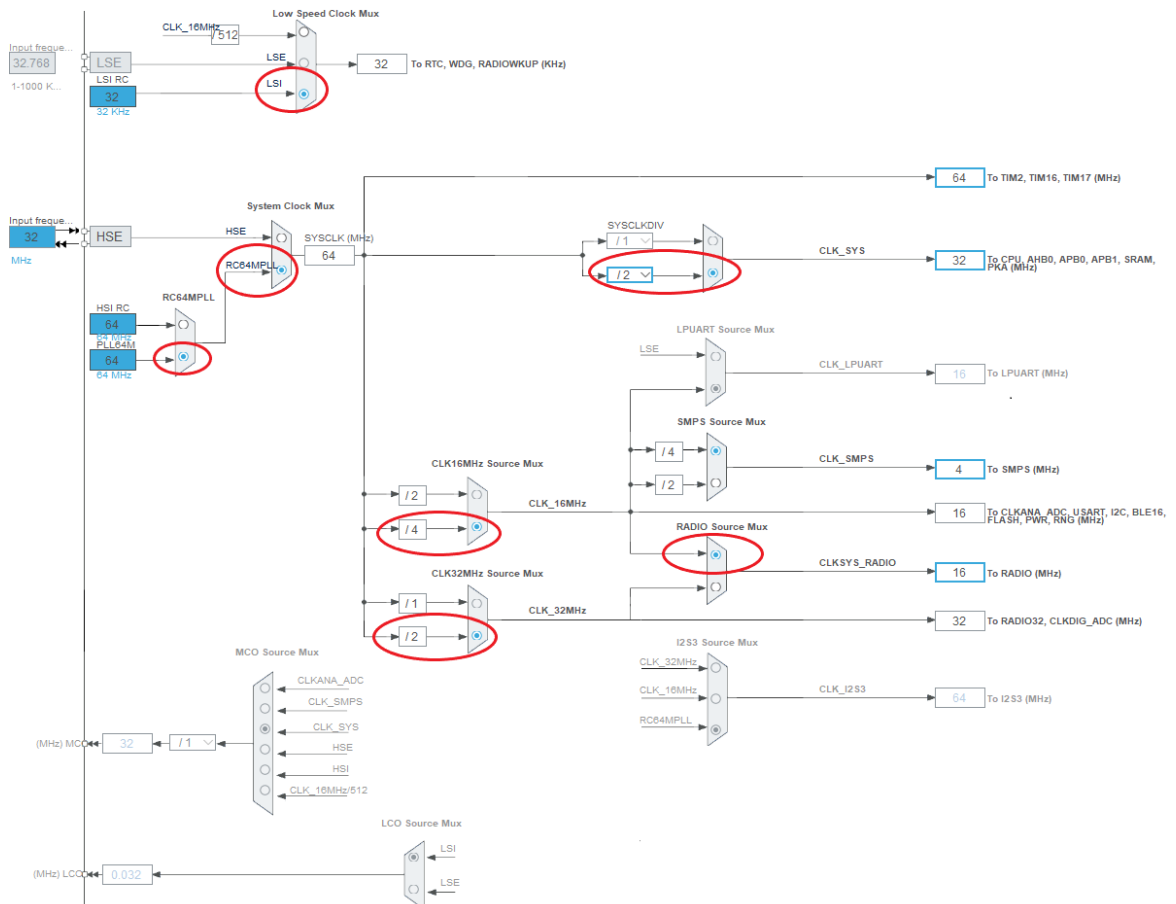 Low Speed Clock Mux
CLK_16MHz
/ 512
Input freque...
32.768
1-1000 K...
LSE
LSE
LSI RC
32
32 KHz
LSI
32
To RTC, WDG, RADIOWKUP (KHz)
64
To TIM2, TIM16, TIM17 (MHz)
System Clock Mux
Input freque...
32
MHz
HSE
HSE
SYSCLK (MHz)
64
RC64MPLL
SYSCLKDIV
/ 1
/ 2
CLK_SYS
32
To CPU, AHB0, APB0, APB1, SRAM,
PKA (MHz)
HSI RC
64
64 MHz
PLL64M
64
64 MHz
RC64MPLL
LPUART Source Mux
LSE
CLK_LPUART
16
To LPUART (MHz)
SMPS Source Mux
/ 4
/ 2
CLK_SMPS
4
To SMPS (MHz)
CLK16MHz Source Mux
/ 2
/ 4
CLK_16MHz
16
To CLKANA_ADC, USART, I2C, BLE16,
FLASH, PWR, RNG (MHz)
RADIO Source Mux
CLKSYS_RADIO
16
To RADIO (MHz)
CLK32MHz Source Mux
/ 1
/ 2
CLK_32MHz
32
To RADIO32, CLKDIG_ADC (MHz)
I2S3 Source Mux
CLK_32MHz
CLK_16MHz
RC64MPLL
CLK_I2S3
64
To I2S3 (MHz)
MCO Source Mux
CLKANA_ADC
CLK_SMPS
CLK_SYS
HSE
HSI
CLK_16MHz/512
(MHz) MC
32
/ 1
LCO Source Mux
LSI
LSE
(MHz) LCO
0.032